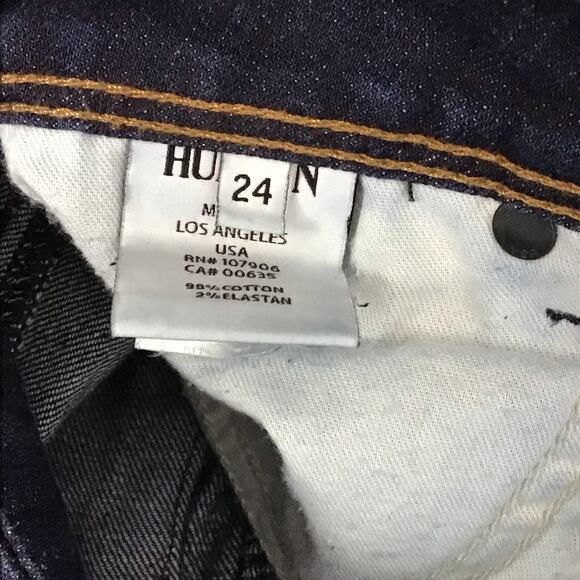 HU N
24
M
LOS ANGELES
USA
RN# 107906
CA# 00635
98% COTTON
2% ELASTAN